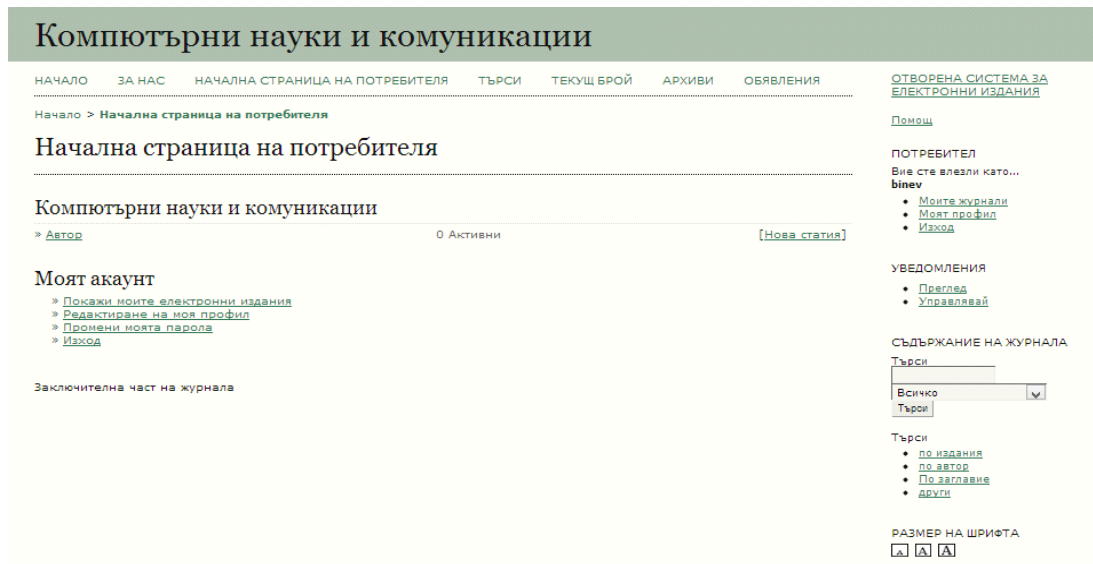 Компютърни науки и комуникации
НАЧАЛО ЗА НАС НАЧАЛНА СТРАНИЦА НА ПОТРЕБИТЕЛЯ ТЪРСИ ТЕКУЩ БРОЙ АРХИВИ ОБЯВЛЕНИЯ
Начало > Начална страница на потребителя
Начална страница на потребителя
Компютърни науки и комуникации
» Автор 0 Активни [Нова статия]
Моят акаунт
» Покажи моите електронни издания
» Редактиране на моя профил
» Промени моята парола
» Изход
Заключителна част на журнала
ОТВОРЕНА СИСТЕМА ЗА
ЕЛЕКТРОННИ ИЗДАНИЯ
Помощ
ПОТРЕБИТЕЛ
Вие сте влезли като...
binev
Моите журнали
Моят профил
Изход
УВЕДОМЛЕНИЯ
Преглед
Управлявай
СЪДЪРЖАНИЕ НА ЖУРНАЛА
Търси
Всичко
Търси
Търси
по издания
по автор
По заглавие
други
РАЗМЕР НА ШРИФТА
A A A